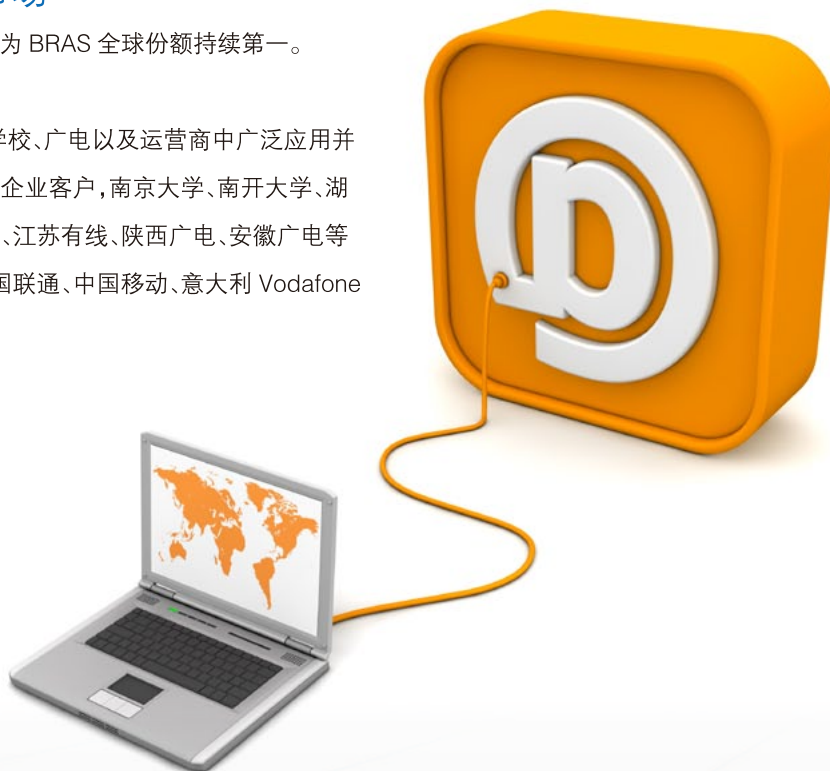 为 BRAS 全球份额持续第一。
学校、广电以及运营商中广泛应用并
企业客户，南京大学、南开大学、湖
、江苏有线、陕西广电、安徽广电等
国联通、中国移动、意大利 Vodafone